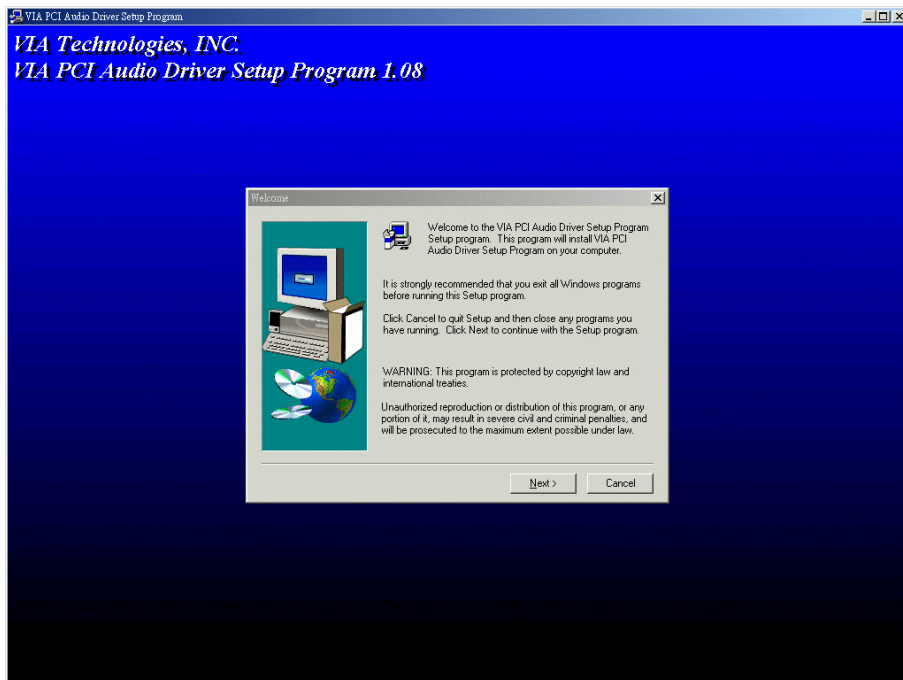 VIA PCI Audio Driver Setup Program
VIA Technologies, INC.
VIA PCI Audio Driver Setup Program 1.08
Welcome
Welcome to the VIA PCI Audio Driver Setup Program
Setup program. This program will install VIA PCI
Audio Driver Setup Program on your computer.
It is strongly recommended that you exit all Windows programs
before running this Setup program.
Click Cancel to quit Setup and then close any programs you
have running. Click Next to continue with the Setup program.
WARNING: This program is protected by copyright law and
international treaties.
Unauthorized reproduction or distribution of this program, or any
portion of it, may result in severe civil and criminal penalties, and
will be prosecuted to the maximum extent possible under law.
Next >
Cancel